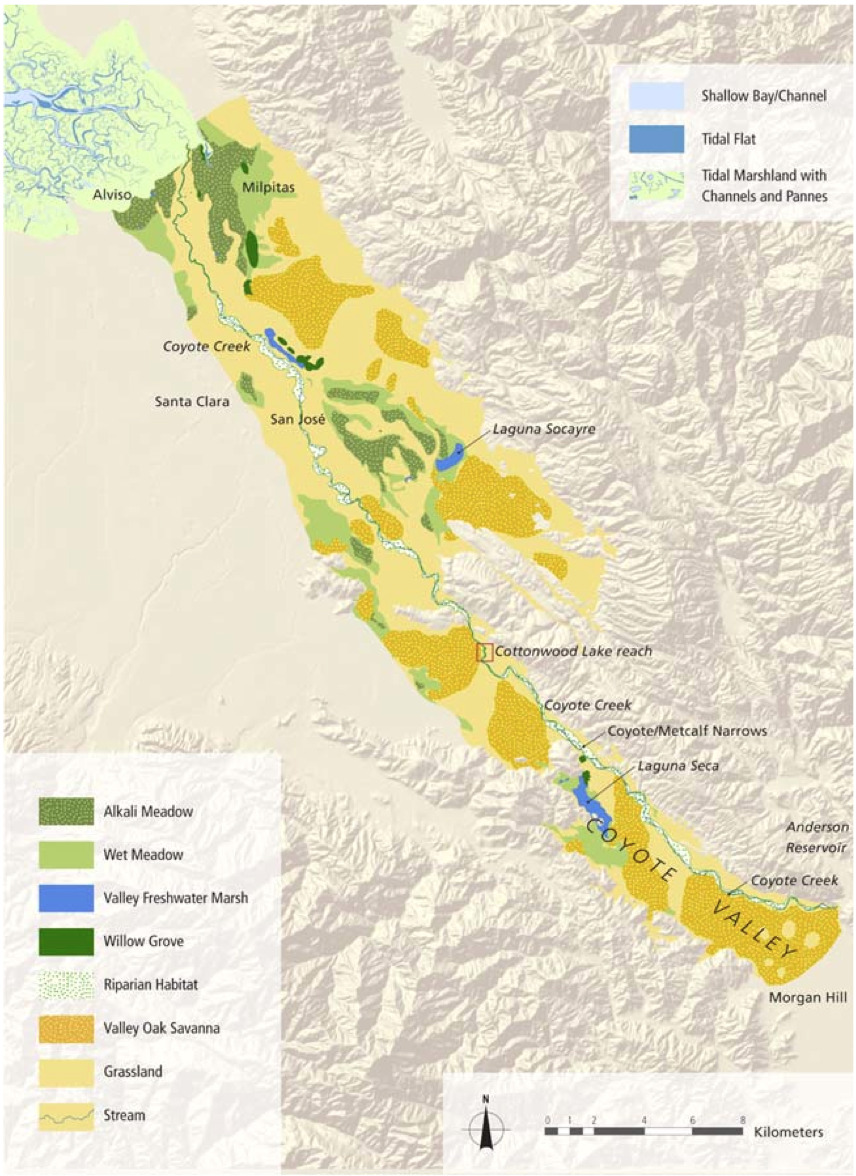 Shallow Bay/Channel
Tidal Flat
Tidal Marshland with
Channels and Pannes
Alviso
Milpitas
Coyote Creek
Santa Clara
San José
Laguna Socayre
Cottonwood Lake reach
Coyote Creek
Coyote/Metcalf Narrows
Laguna Seca
COYOTE
VALLEY
Anderson
Reservoir
Coyote Creek
Morgan Hill
Alkali Meadow
Wet Meadow
Valley Freshwater Marsh
Willow Grove
Riparian Habitat
Valley Oak Savanna
Grassland
Stream
N
0 1 2 4 6 8
Kilometers